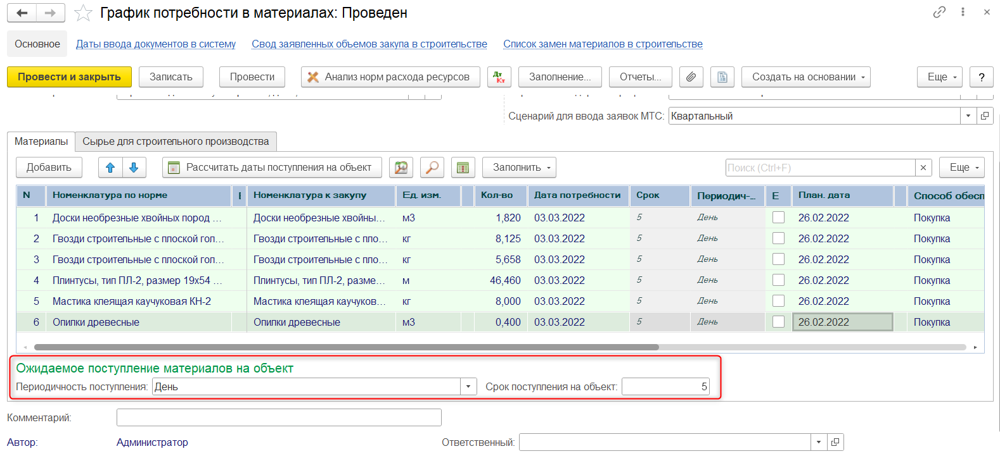 График потребности в материалах: Проведен
Основное Даты ввода документов в систему Свод заявленных объемов закупа в строительстве Список замен материалов в строительстве
Провести и закрыть Записать Провести Анализ норм расхода ресурсов Дт Кт Заполнение... Отчеты... Создать на основании Еще ?
Сценарий для ввода заявок МТС: Квартальный
Материалы Сырье для строительного производства
Добавить Рассчитать даты поступления на объект Заполнить Поиск (Ctrl+F) × Еще
N Номенклатура по норме Номенклатура к закупу Ед. изм. Кол-во Дата потребности Срок Периодич-... Е План. дата Способ обесп
1 Доски необрезные хвойных пород ... Доски необрезные хвойны... м3 1,820 03.03.2022 5 День 26.02.2022 Покупка
2 Гвозди строительные с плоской гол... Гвозди строительные с пло... кг 8,125 03.03.2022 5 День 26.02.2022 Покупка
3 Гвозди строительные с плоской гол... Гвозди строительные с пло... кг 5,658 03.03.2022 5 День 26.02.2022 Покупка
4 Плинтусы, тип ПЛ-2, размер 19х54 ... Плинтусы, тип ПЛ-2, разме... м 46,460 03.03.2022 5 День 26.02.2022 Покупка
5 Мастика клеящая каучуковая КН-2 Мастика клеящая каучуков... кг 8,000 03.03.2022 5 День 26.02.2022 Покупка
6 Опилки древесные Опилки древесные м3 0,400 03.03.2022 5 День 26.02.2022 Покупка
Ожидаемое поступление материалов на объект
Периодичность поступления: День Срок поступления на объект: 5
Комментарий:
Автор: Администратор Ответственный: